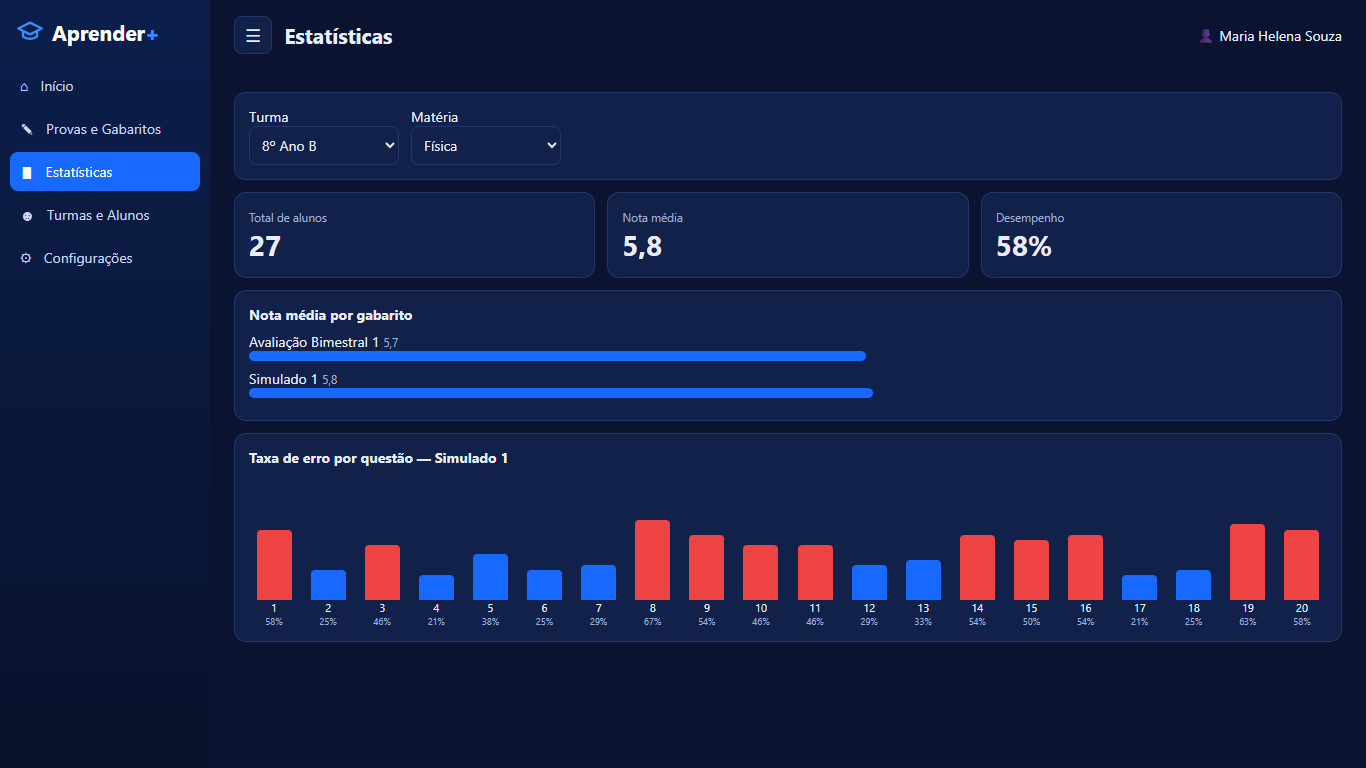 Aprender+
Estatísticas
Maria Helena Souza
Início
Provas e Gabaritos
Estatísticas
Turmas e Alunos
Configurações
Turma Matéria
8º Ano B Física
Total de alunos Nota média Desempenho
27 5,8 58%
Nota média por gabarito
Avaliação Bimestral 1 5,7
Simulado 1 5,8
Taxa de erro por questão — Simulado 1
1 2 3 4 5 6 7 8 9 10 11 12 13 14 15 16 17 18 19 20
58% 25% 46% 21% 38% 25% 29% 67% 54% 46% 46% 29% 33% 54% 50% 54% 21% 25% 63% 58%